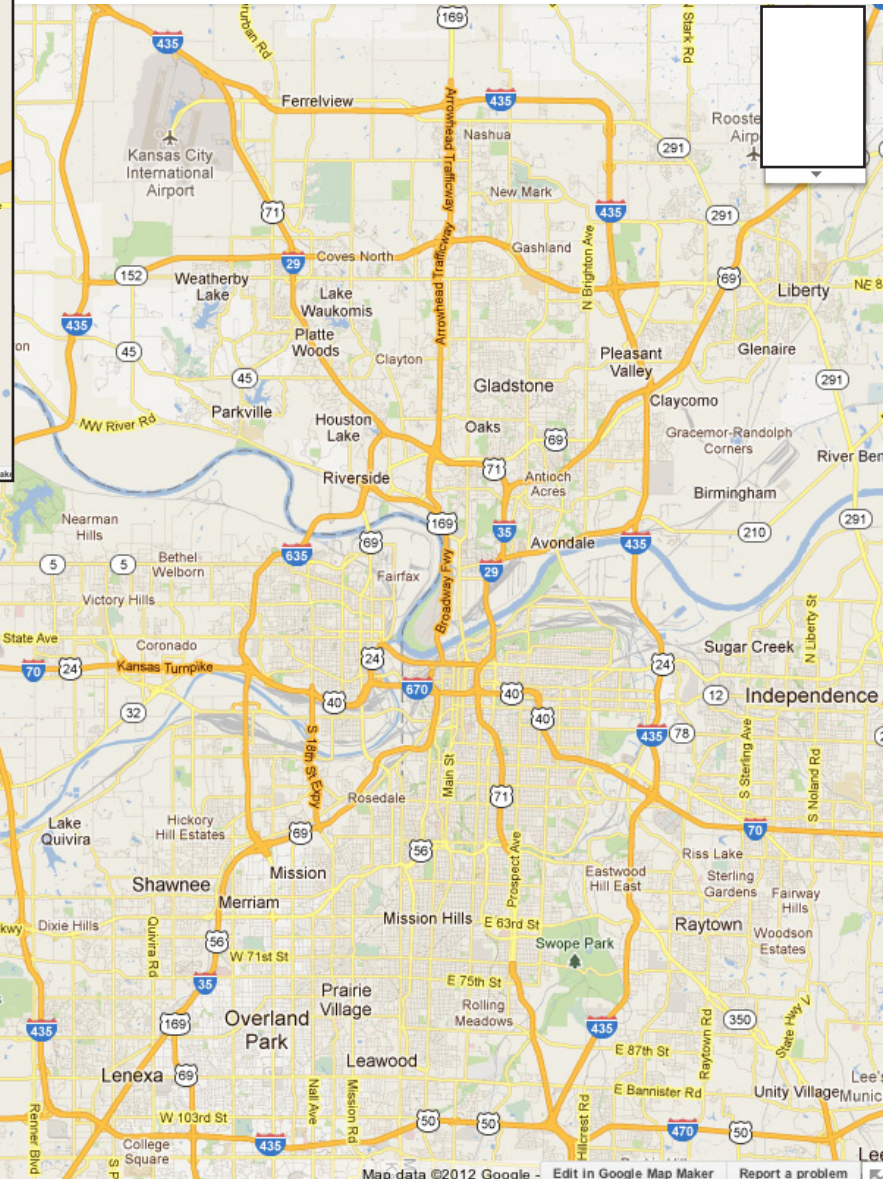 169
N Stark Rd
435
Ferrelview
435
Arrowhead Trafficway
Nashua
291
Kansas City
International
Airport
New Mark
71
435
291
Gashland
Coves North
29
N Brighton Ave
152
Weatherby
Lake
69
Liberty
Lake
Waukomis
Arrowhead Trafficway
435
Platte
Woods
45
Clayton
Pleasant
Valley
Glenaire
45
Gladstone
291
Claycomo
Parkville
NW River Rd
Houston
Lake
Oaks
69
Gracemor-Randolph
Corners
71
Riverside
Antioch
Acres
Birmingham
Nearman
Hills
169
35
210
291
69
Avondale
435
635
5
5
Bethel
Welborn
Fairfax
29
Broadway Fwy
Victory Hills
N Liberty St
State Ave
Coronado
Sugar Creek
70
24
Kansas Turnpike
24
24
670
40
40
12
Independence
32
40
S 18th St Expy
435
78
S Sterling Ave
S Noland Rd
Main St
71
Rosedale
Lake
Quivira
Hickory
Hill Estates
69
70
56
Prospect Ave
Riss Lake
Mission
Eastwood
Hill East
Sterling
Gardens
Shawnee
Merriam
Fairway
Hills
Mission Hills
E 63rd St
Raytown
Dixie Hills
Quivira Rd
56
Swope Park
Woodson
Estates
W 71st St
35
E 75th St
Prairie
Village
Rolling
Meadows
169
Overland
Park
435
435
350
State Hwy
Raytown Rd
E 87th St
Leawood
Lenexa
69
Nall Ave
Mission Rd
E Bannister Rd
Unity Village
Renner Blvd
W 103rd St
50
50
Hillcrest Rd
470
50
College
Square
435
Map data ©2012 Google -
Edit in Google Map Maker
Report a problem